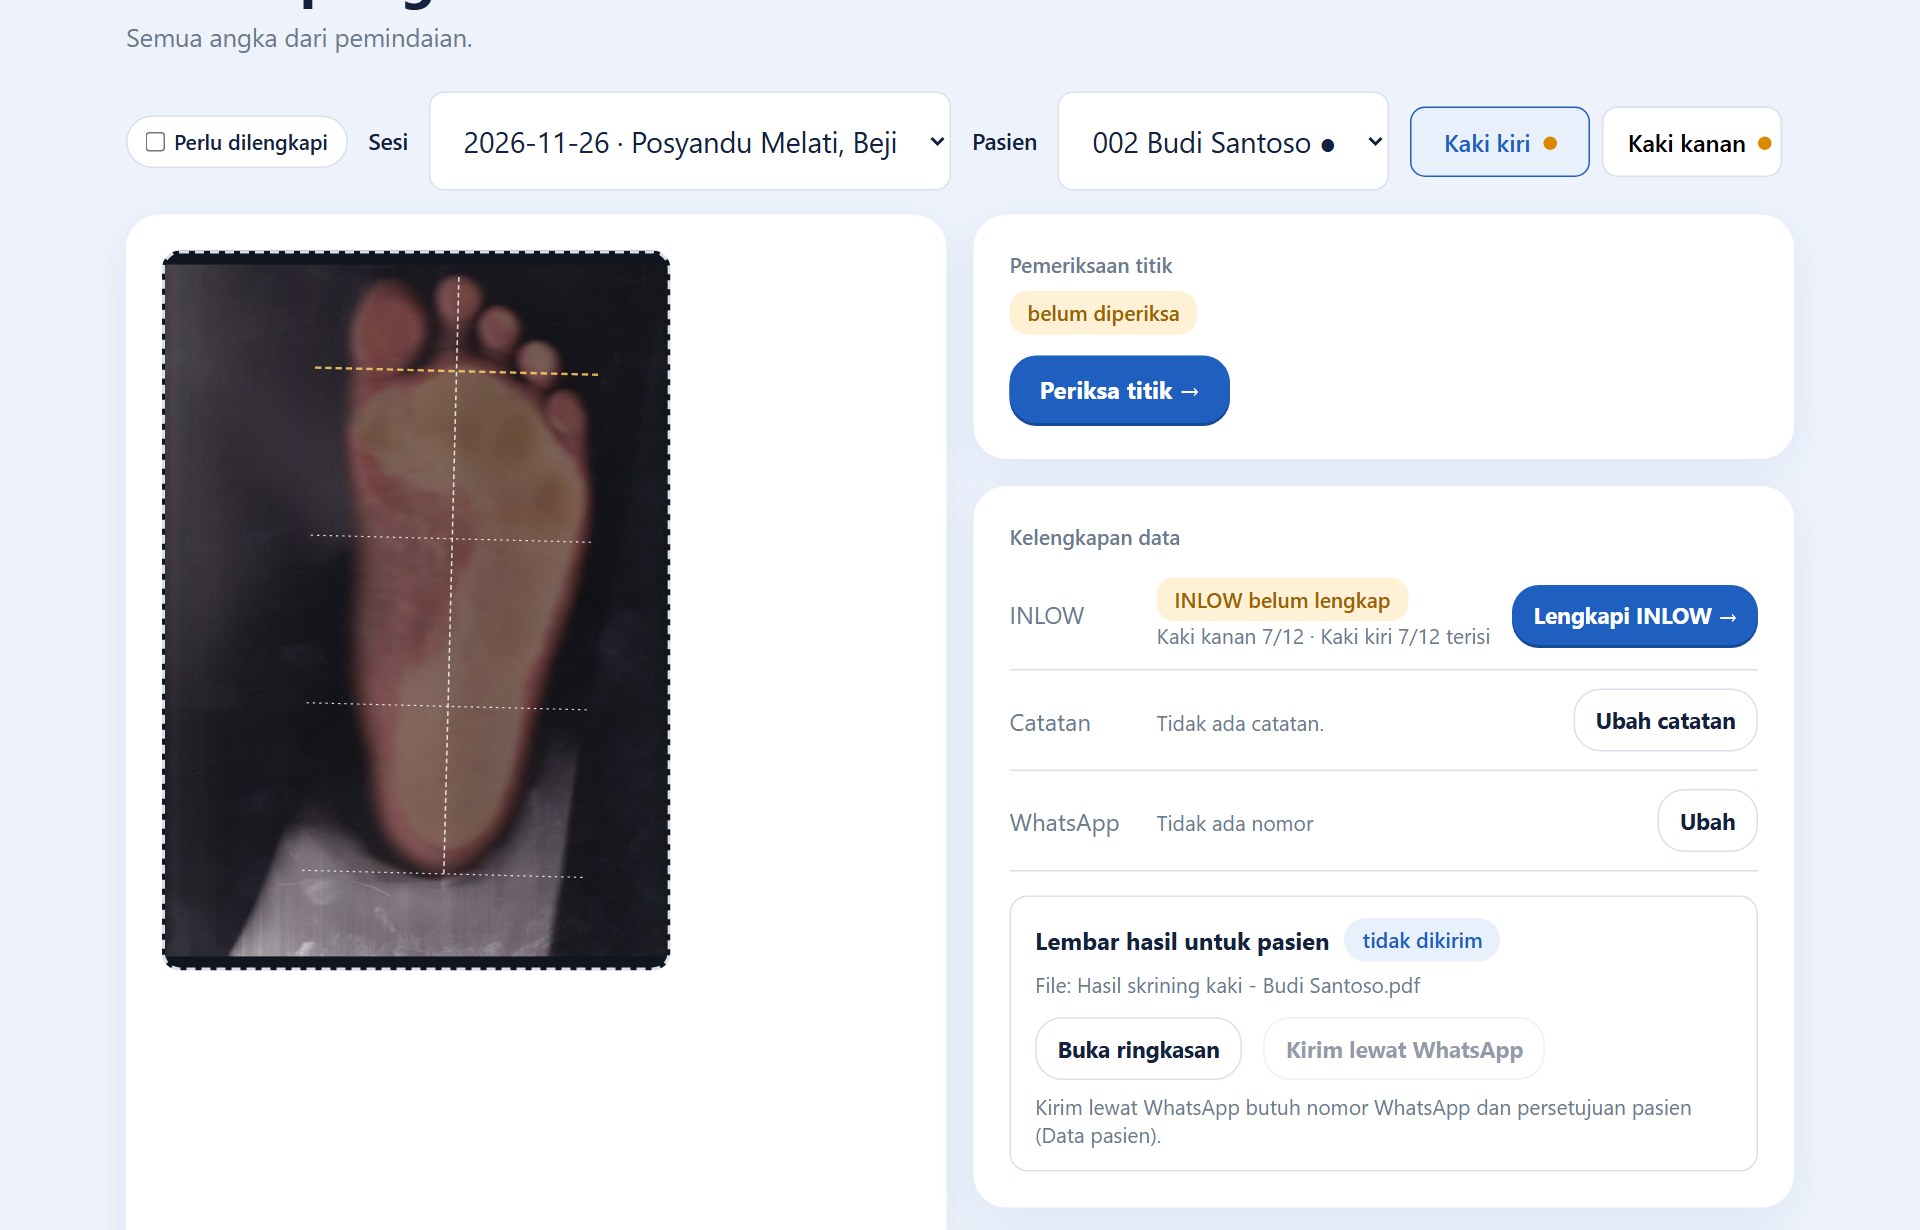 Semua angka dari pemindaian.
Perlu dilengkapi
Sesi
2026-11-26 · Posyandu Melati, Beji
Pasien
002 Budi Santoso ●
Kaki kiri
Kaki kanan
Pemeriksaan titik
belum diperiksa
Periksa titik →
Kelengkapan data
INLOW
INLOW belum lengkap
Kaki kanan 7/12 · Kaki kiri 7/12 terisi
Lengkapi INLOW →
Catatan
Tidak ada catatan.
Ubah catatan
WhatsApp
Tidak ada nomor
Ubah
Lembar hasil untuk pasien
tidak dikirim
File: Hasil skrining kaki - Budi Santoso.pdf
Buka ringkasan
Kirim lewat WhatsApp
Kirim lewat WhatsApp butuh nomor WhatsApp dan persetujuan pasien
(Data pasien).